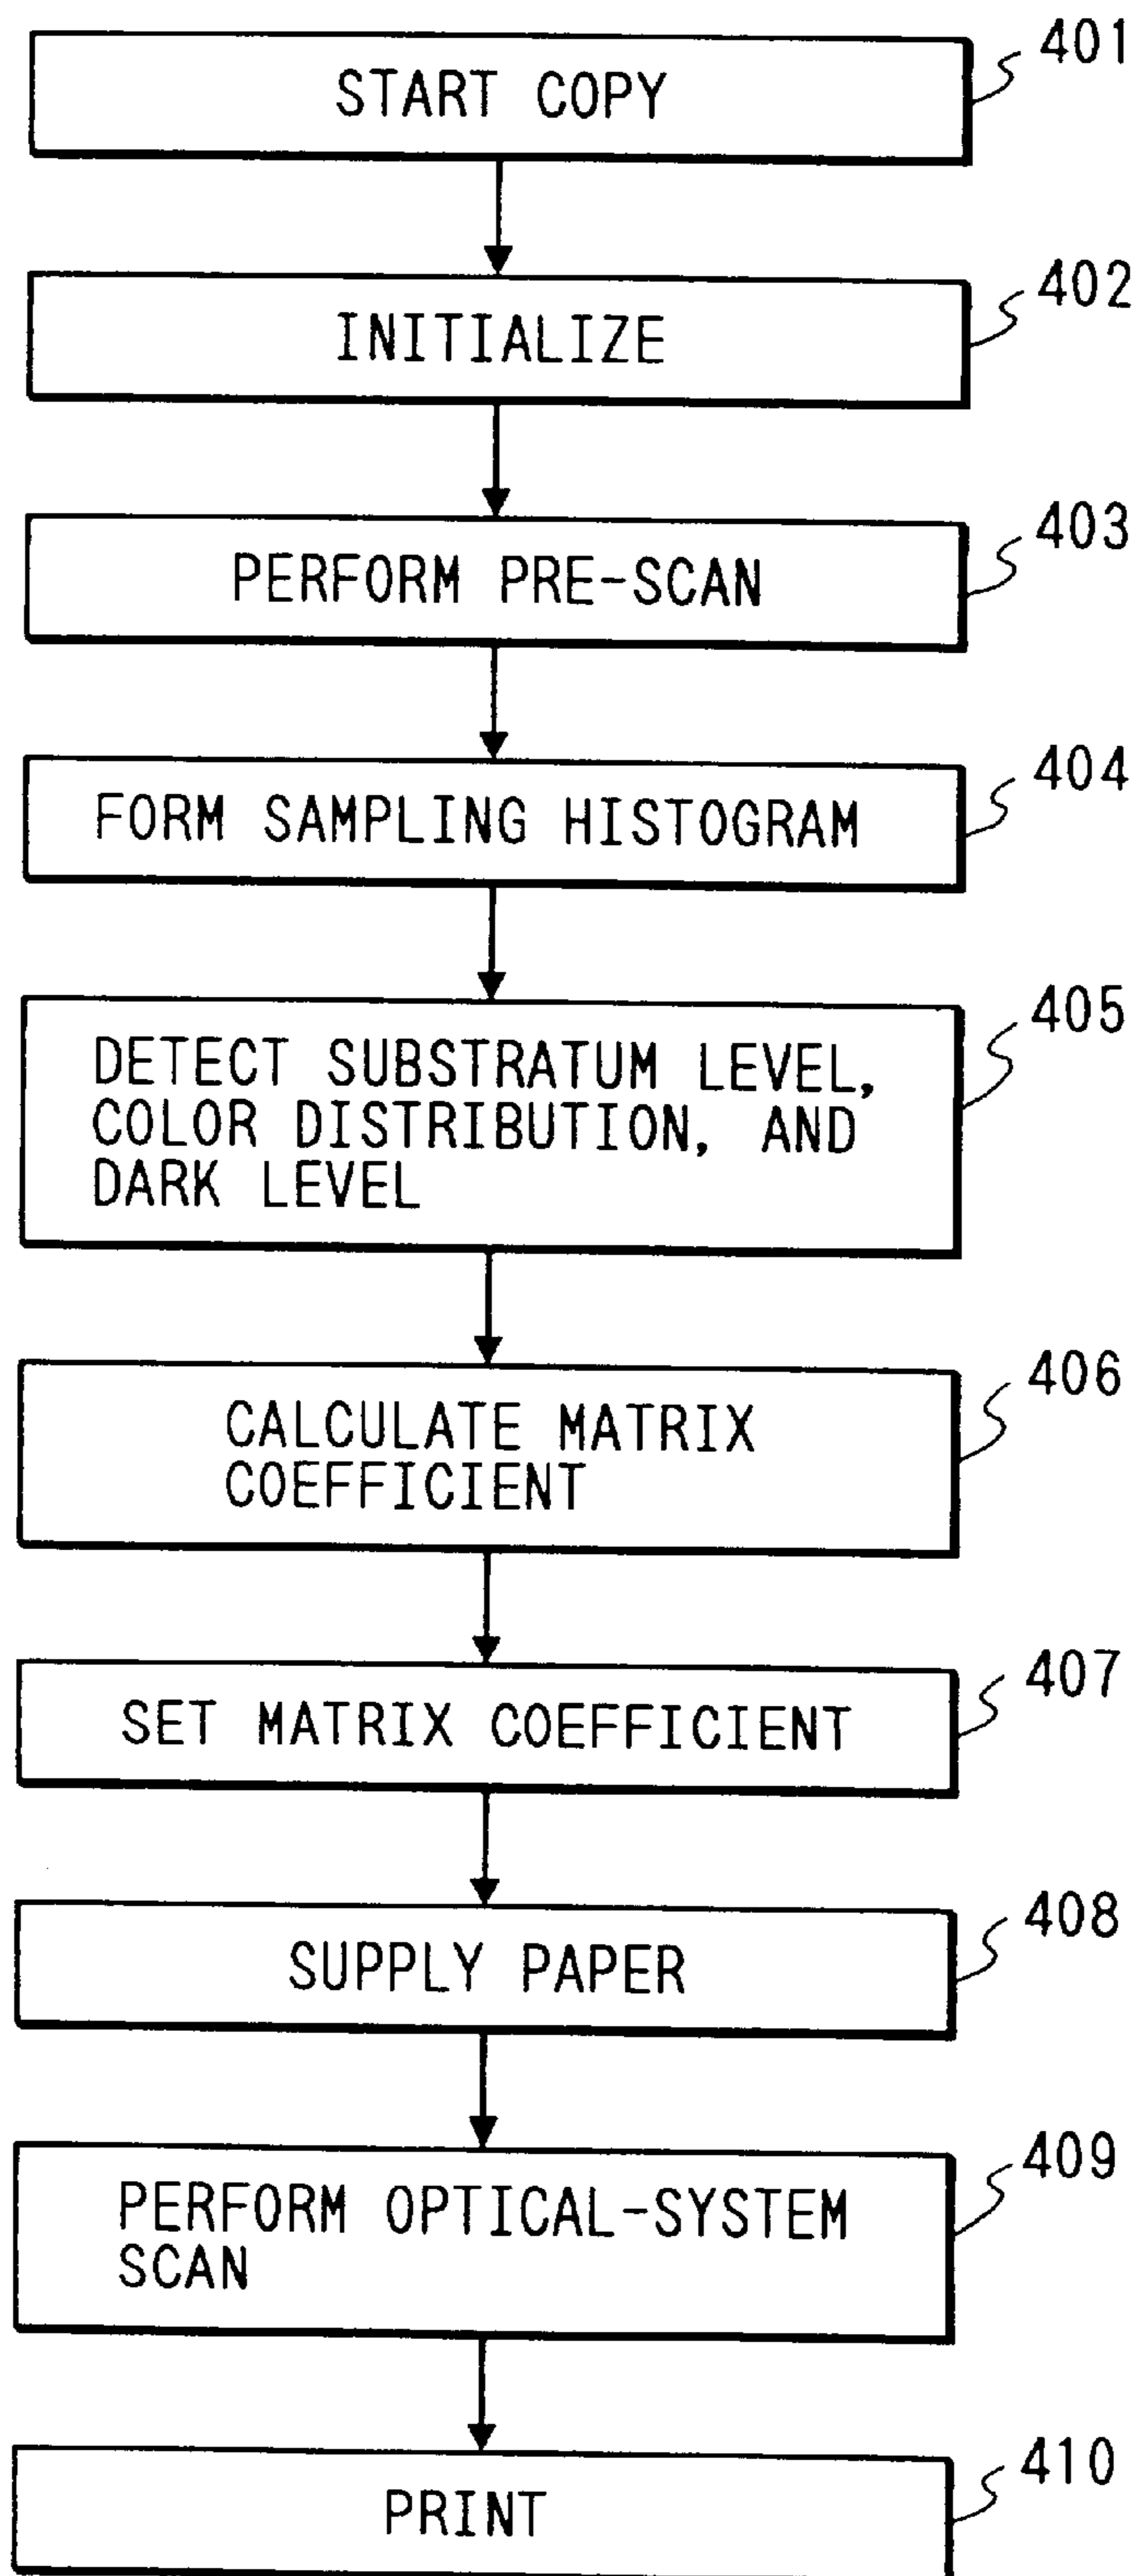 401
START COPY
402
INITIALIZE
403
PERFORM PRE-SCAN
404
FORM SAMPLING HISTOGRAM
405
DETECT SUBSTRATUM LEVEL,
COLOR DISTRIBUTION, AND
DARK LEVEL
406
CALCULATE MATRIX
COEFFICIENT
407
SET MATRIX COEFFICIENT
408
SUPPLY PAPER
409
PERFORM OPTICAL-SYSTEM
SCAN
410
PRINT